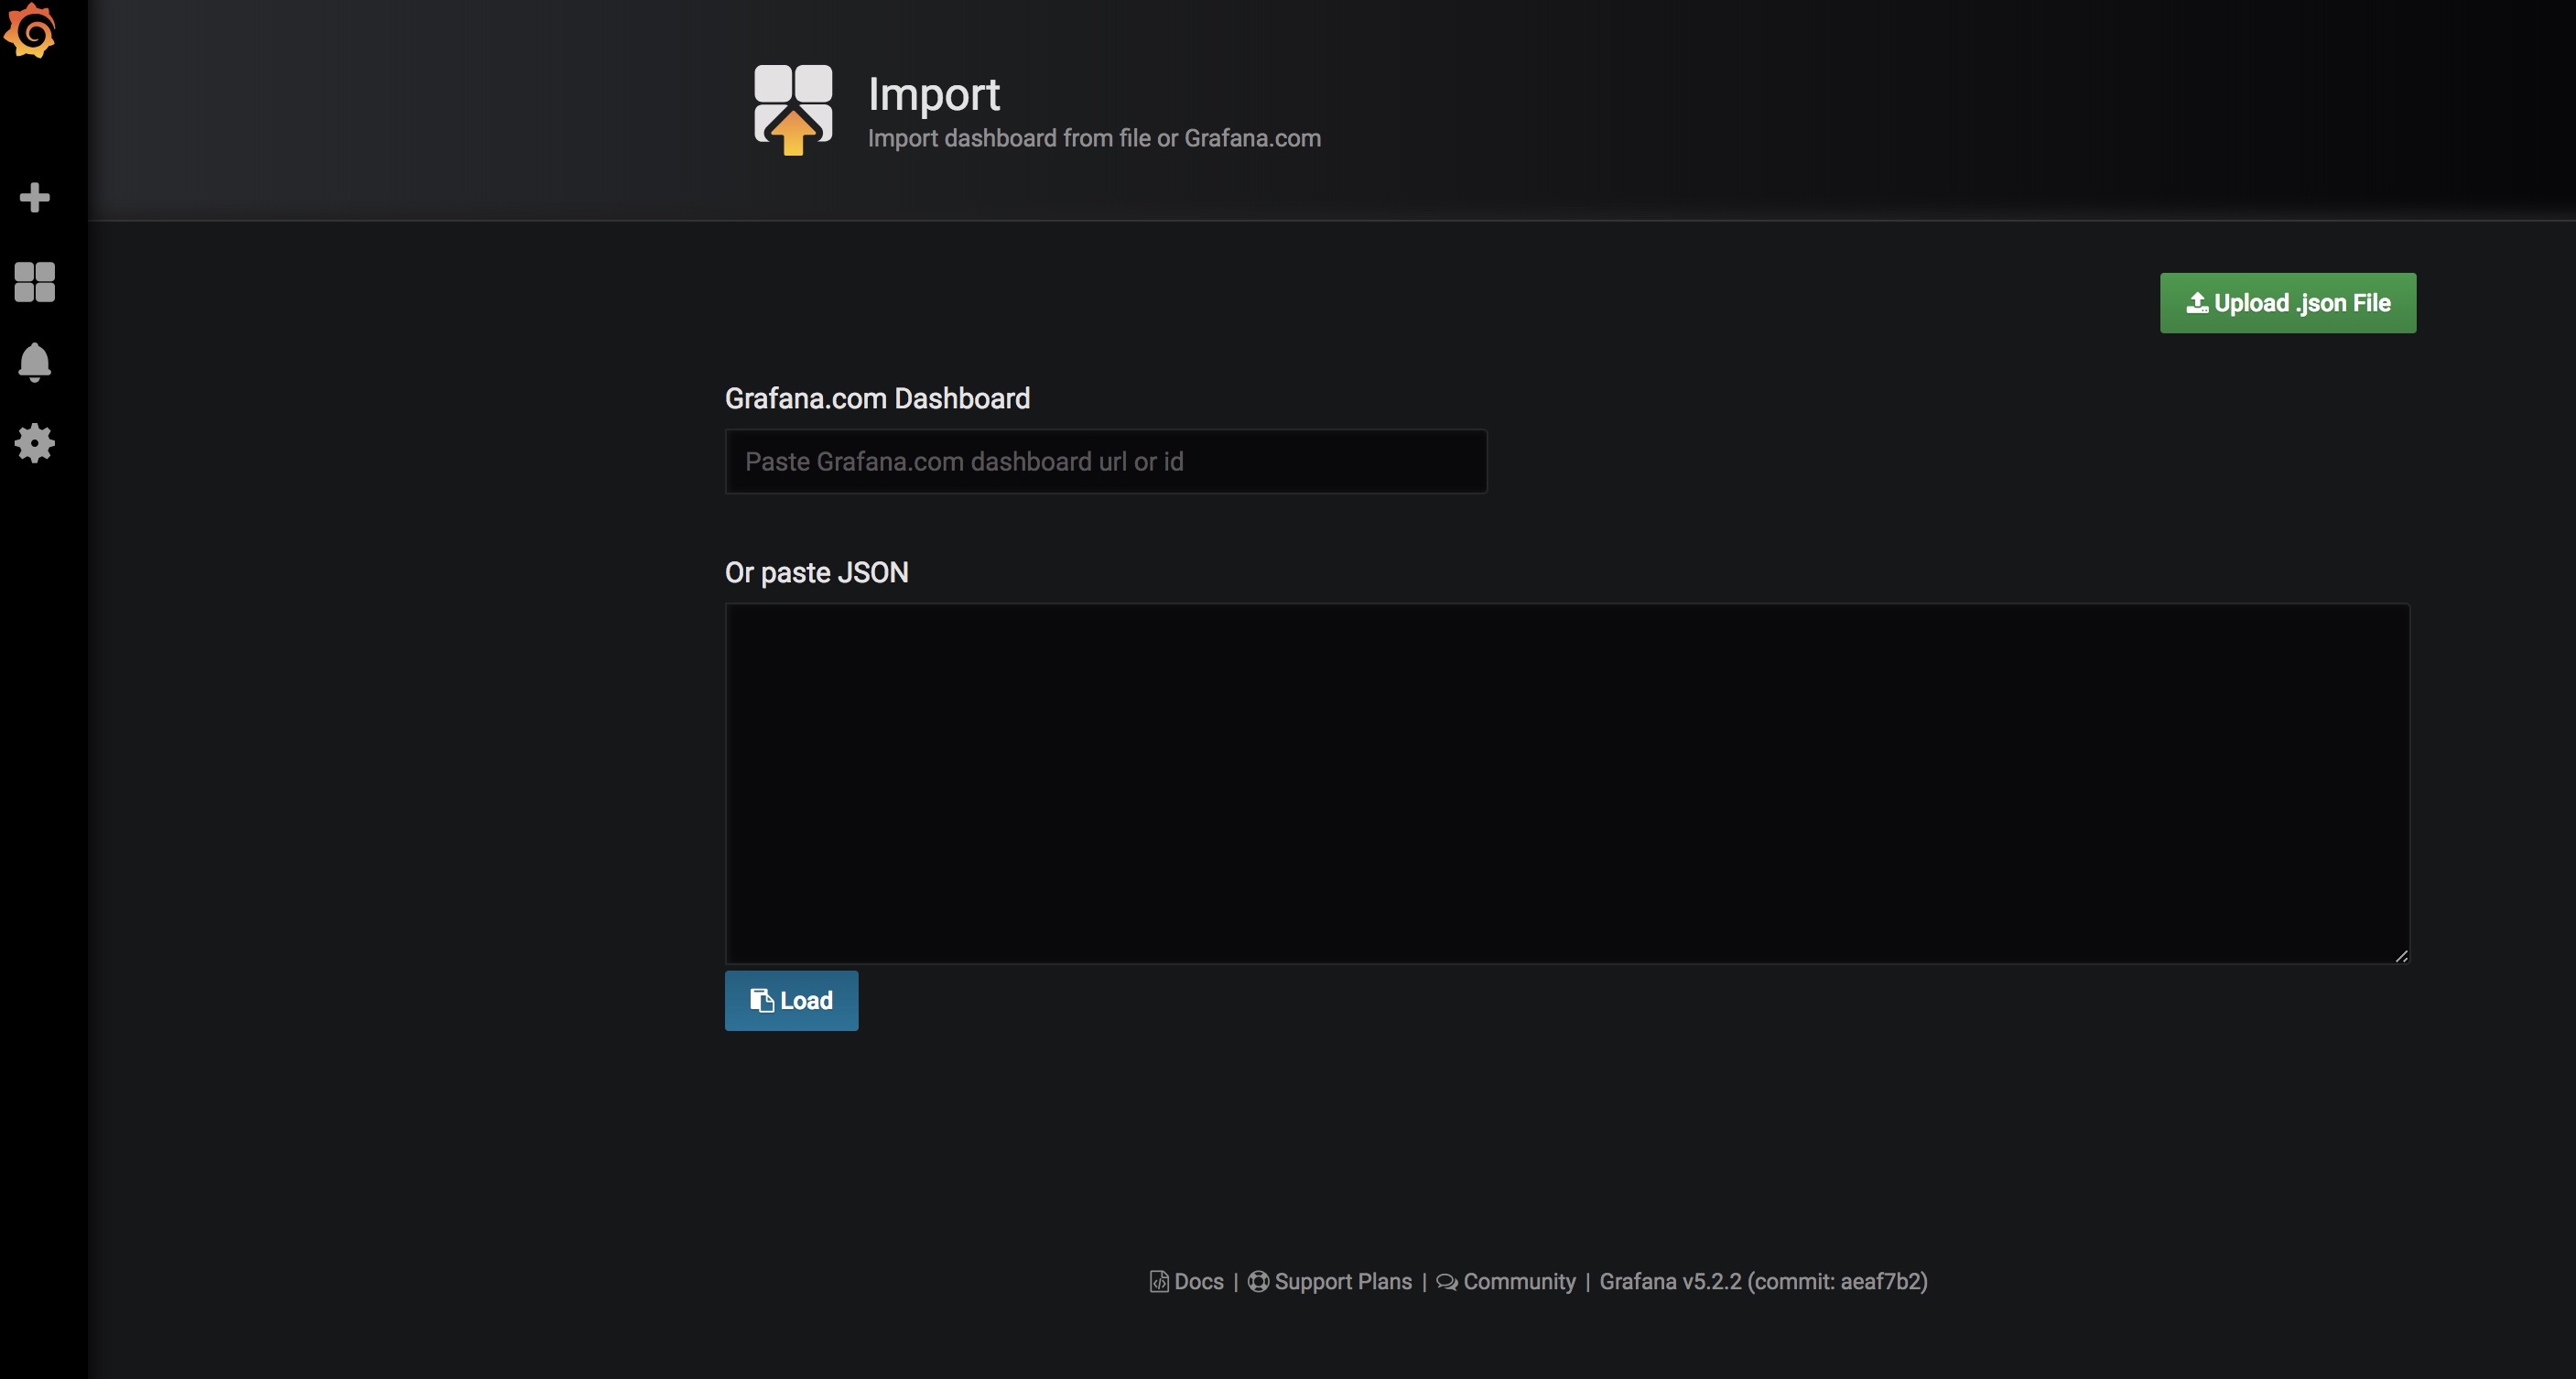 Import
Import dashboard from file or Grafana.com
Upload .json File
Grafana.com Dashboard
Paste Grafana.com dashboard url or id
Or paste JSON
Load
Docs | Support Plans | Community | Grafana v5.2.2 (commit: aeaf7b2)